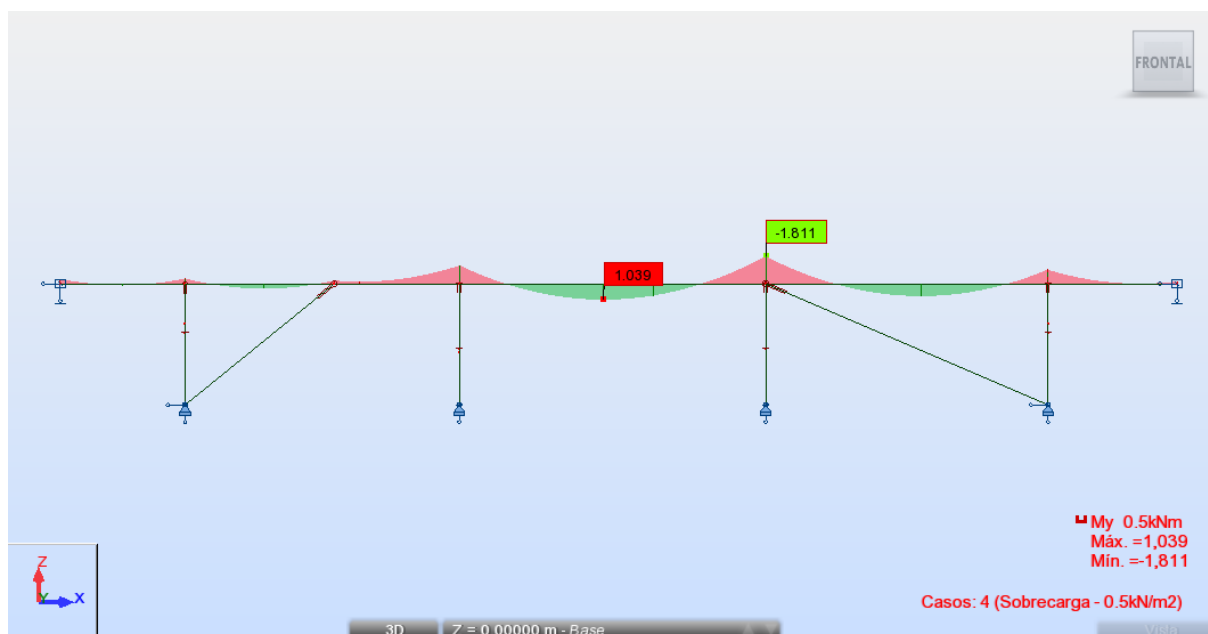 FRONTAL
-1.811
1.039
My 0.5kNm
Máx. =1,039
Mín. =-1,811
Casos: 4 (Sobrecarga - 0.5kN/m2)
Z
Y
X
3D
Z = 0.00000 m - Base
Vista